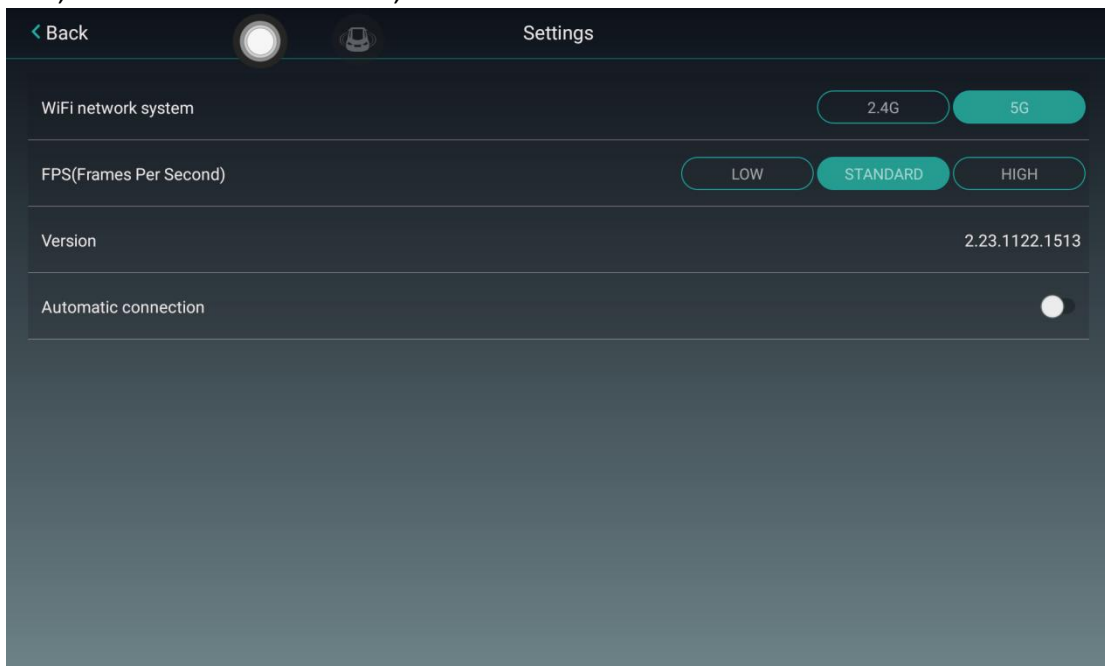 Back
Settings
WiFi network system
2.4G
5G
FPS(Frames Per Second)
LOW
STANDARD
HIGH
Version
2.23.1122.1513
Automatic connection